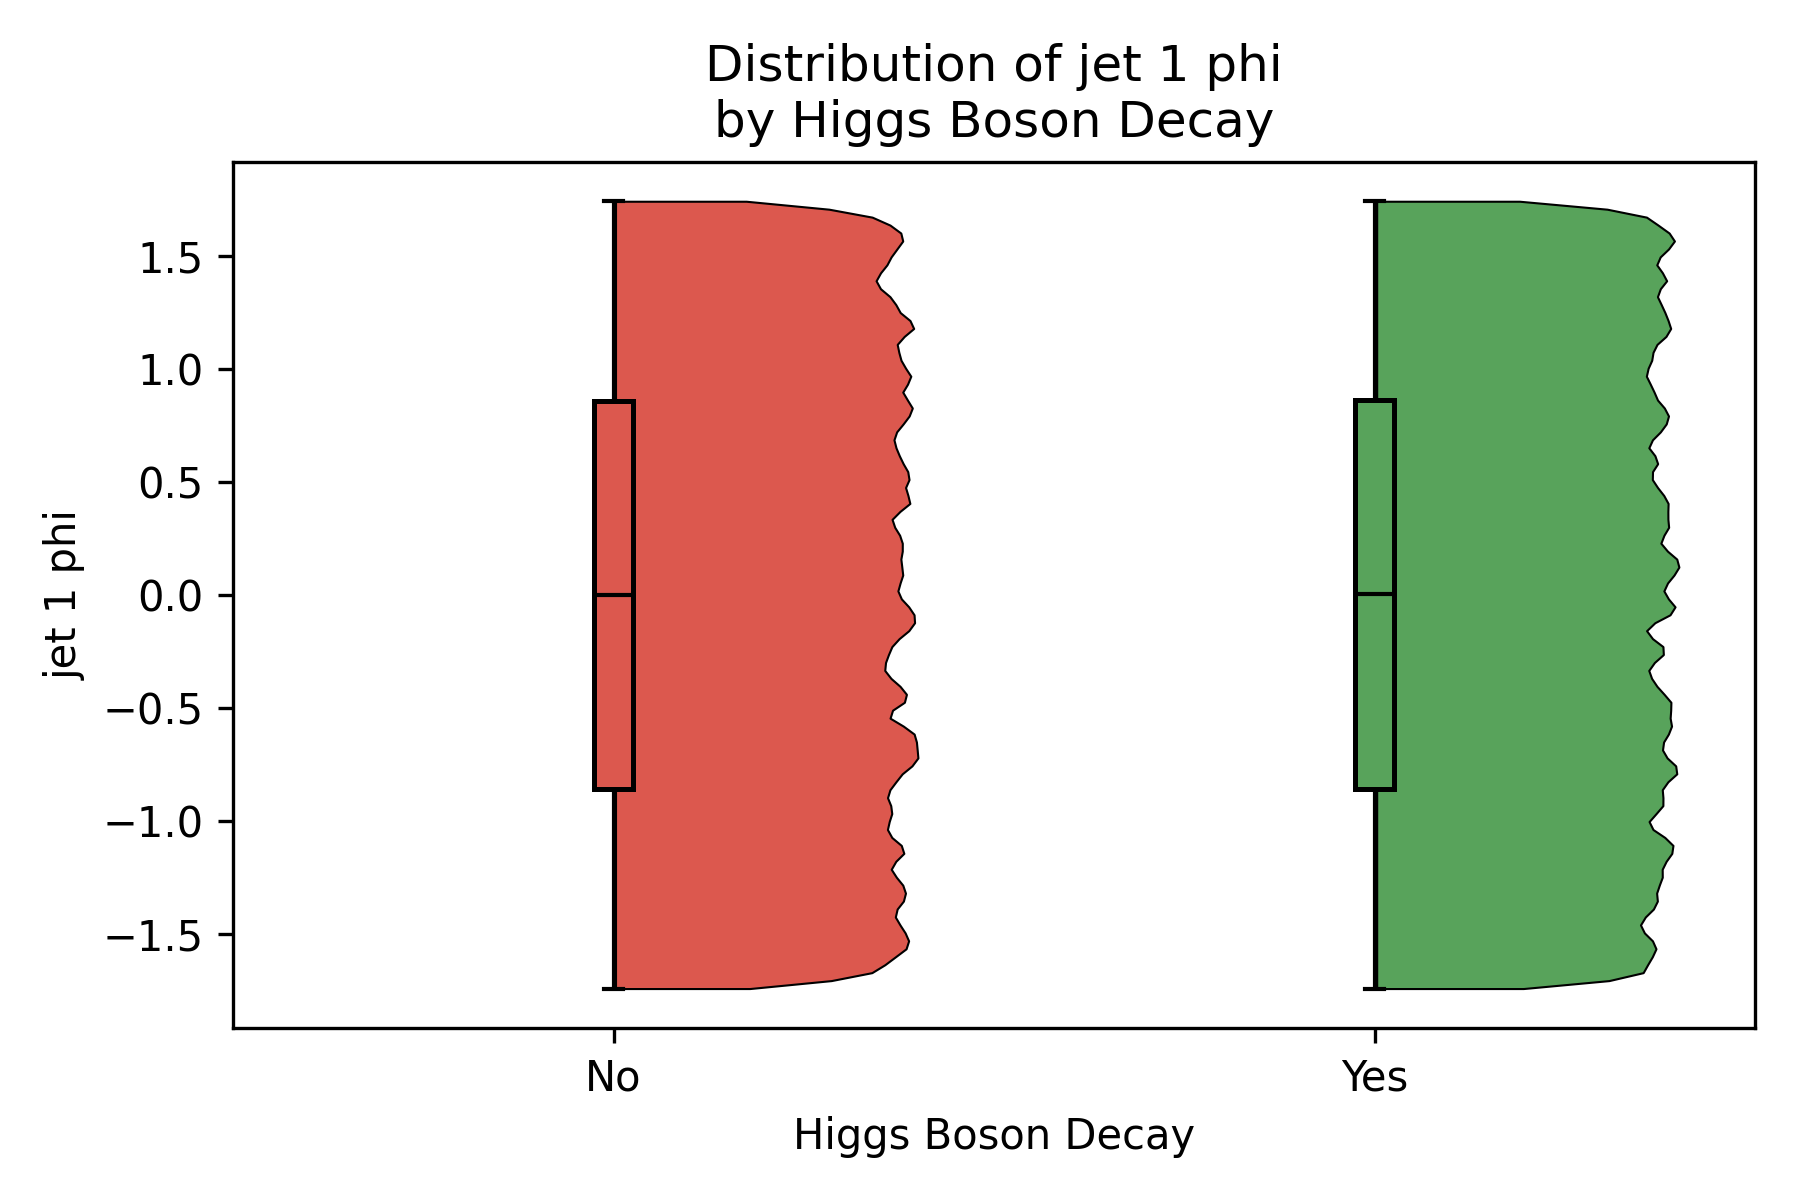 Distribution of jet 1 phi
by Higgs Boson Decay
jet 1 phi
1.5
1.0
0.5
0.0
−0.5
−1.0
−1.5
No
Yes
Higgs Boson Decay